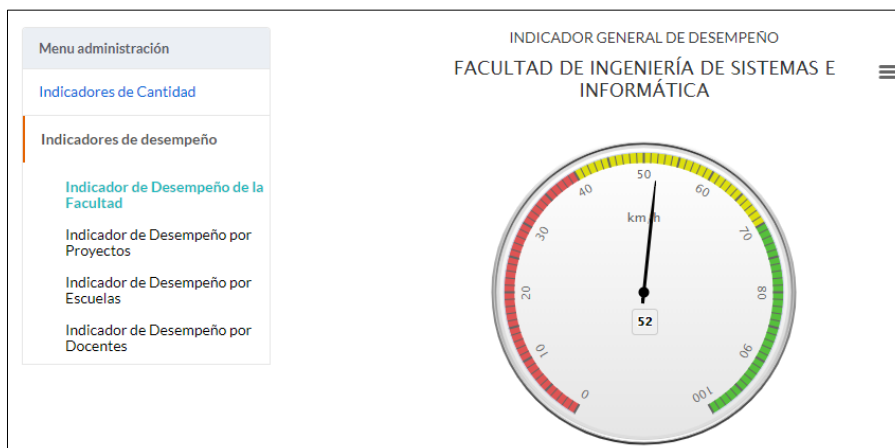 Menu administración
Indicadores de Cantidad
Indicadores de desempeño
Indicador de Desempeño de la
Facultad
Indicador de Desempeño por
Proyectos
Indicador de Desempeño por
Escuelas
Indicador de Desempeño por
Docentes
INDICADOR GENERAL DE DESEMPEÑO
FACULTAD DE INGENIERÍA DE SISTEMAS E
INFORMÁTICA
0
10
20
30
40
50
60
70
80
90
100
km/h
52